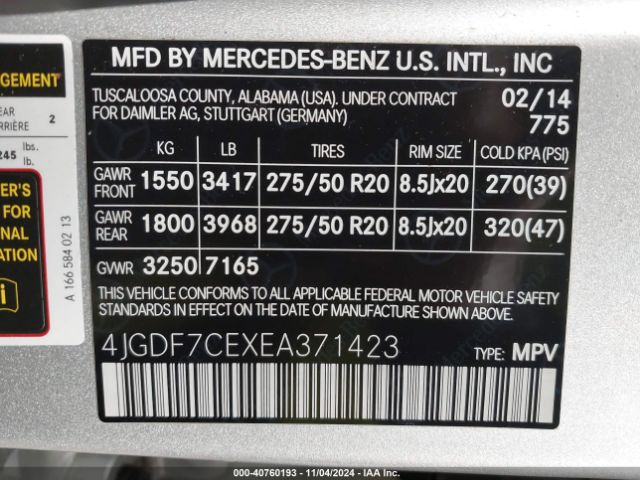 AGEMENT
EAR
RRIÈRE 2
245 lbs.
lb.
ER'S
FOR
NAL
ATION
i
A 166 584 02 13
MFD BY MERCEDES-BENZ U.S. INTL., INC
TUSCALOOSA COUNTY, ALABAMA (USA). UNDER CONTRACT 02/14
FOR DAIMLER AG, STUTTGART (GERMANY) 775
KG LB TIRES RIM SIZE COLD KPA(PSI)
GAWR FRONT 1550 3417 275/50 R20 8.5Jx20 270(39)
GAWR REAR 1800 3968 275/50 R20 8.5Jx20 320(47)
GVWR 3250 7165
THIS VEHICLE CONFORMS TO ALL APPLICABLE FEDERAL MOTOR VEHICLE SAFETY
STANDARDS IN EFFECT ON THE DATE OF MANUFACTURE SHOWN ABOVE.
4JGDF7CEXEA371423 TYPE: MPV
000-40760193 - 11/04/2024 - IAA Inc.